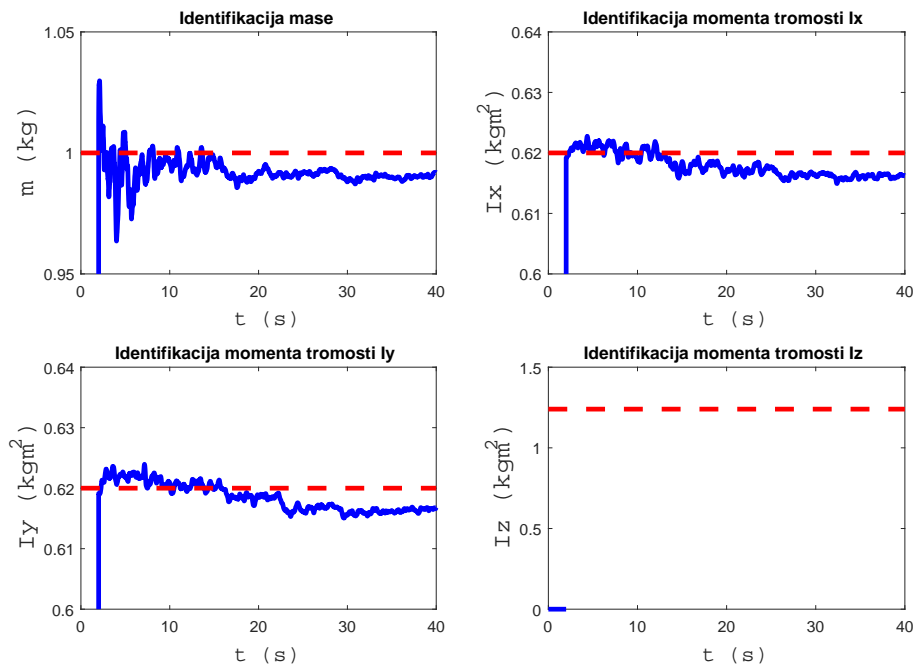 Identifikacija mase
1.05
1
0.95
m (kg)
0 10 20 30 40
t (s)
Identifikacija momenta tromosti Ix
0.64
0.63
0.62
0.61
0.6
Ix (kgm²)
0 10 20 30 40
t (s)
Identifikacija momenta tromosti Iy
0.64
0.63
0.62
0.61
0.6
Iy (kgm²)
0 10 20 30 40
t (s)
Identifikacija momenta tromosti Iz
1.5
1
0.5
0
Iz (kgm²)
0 10 20 30 40
t (s)